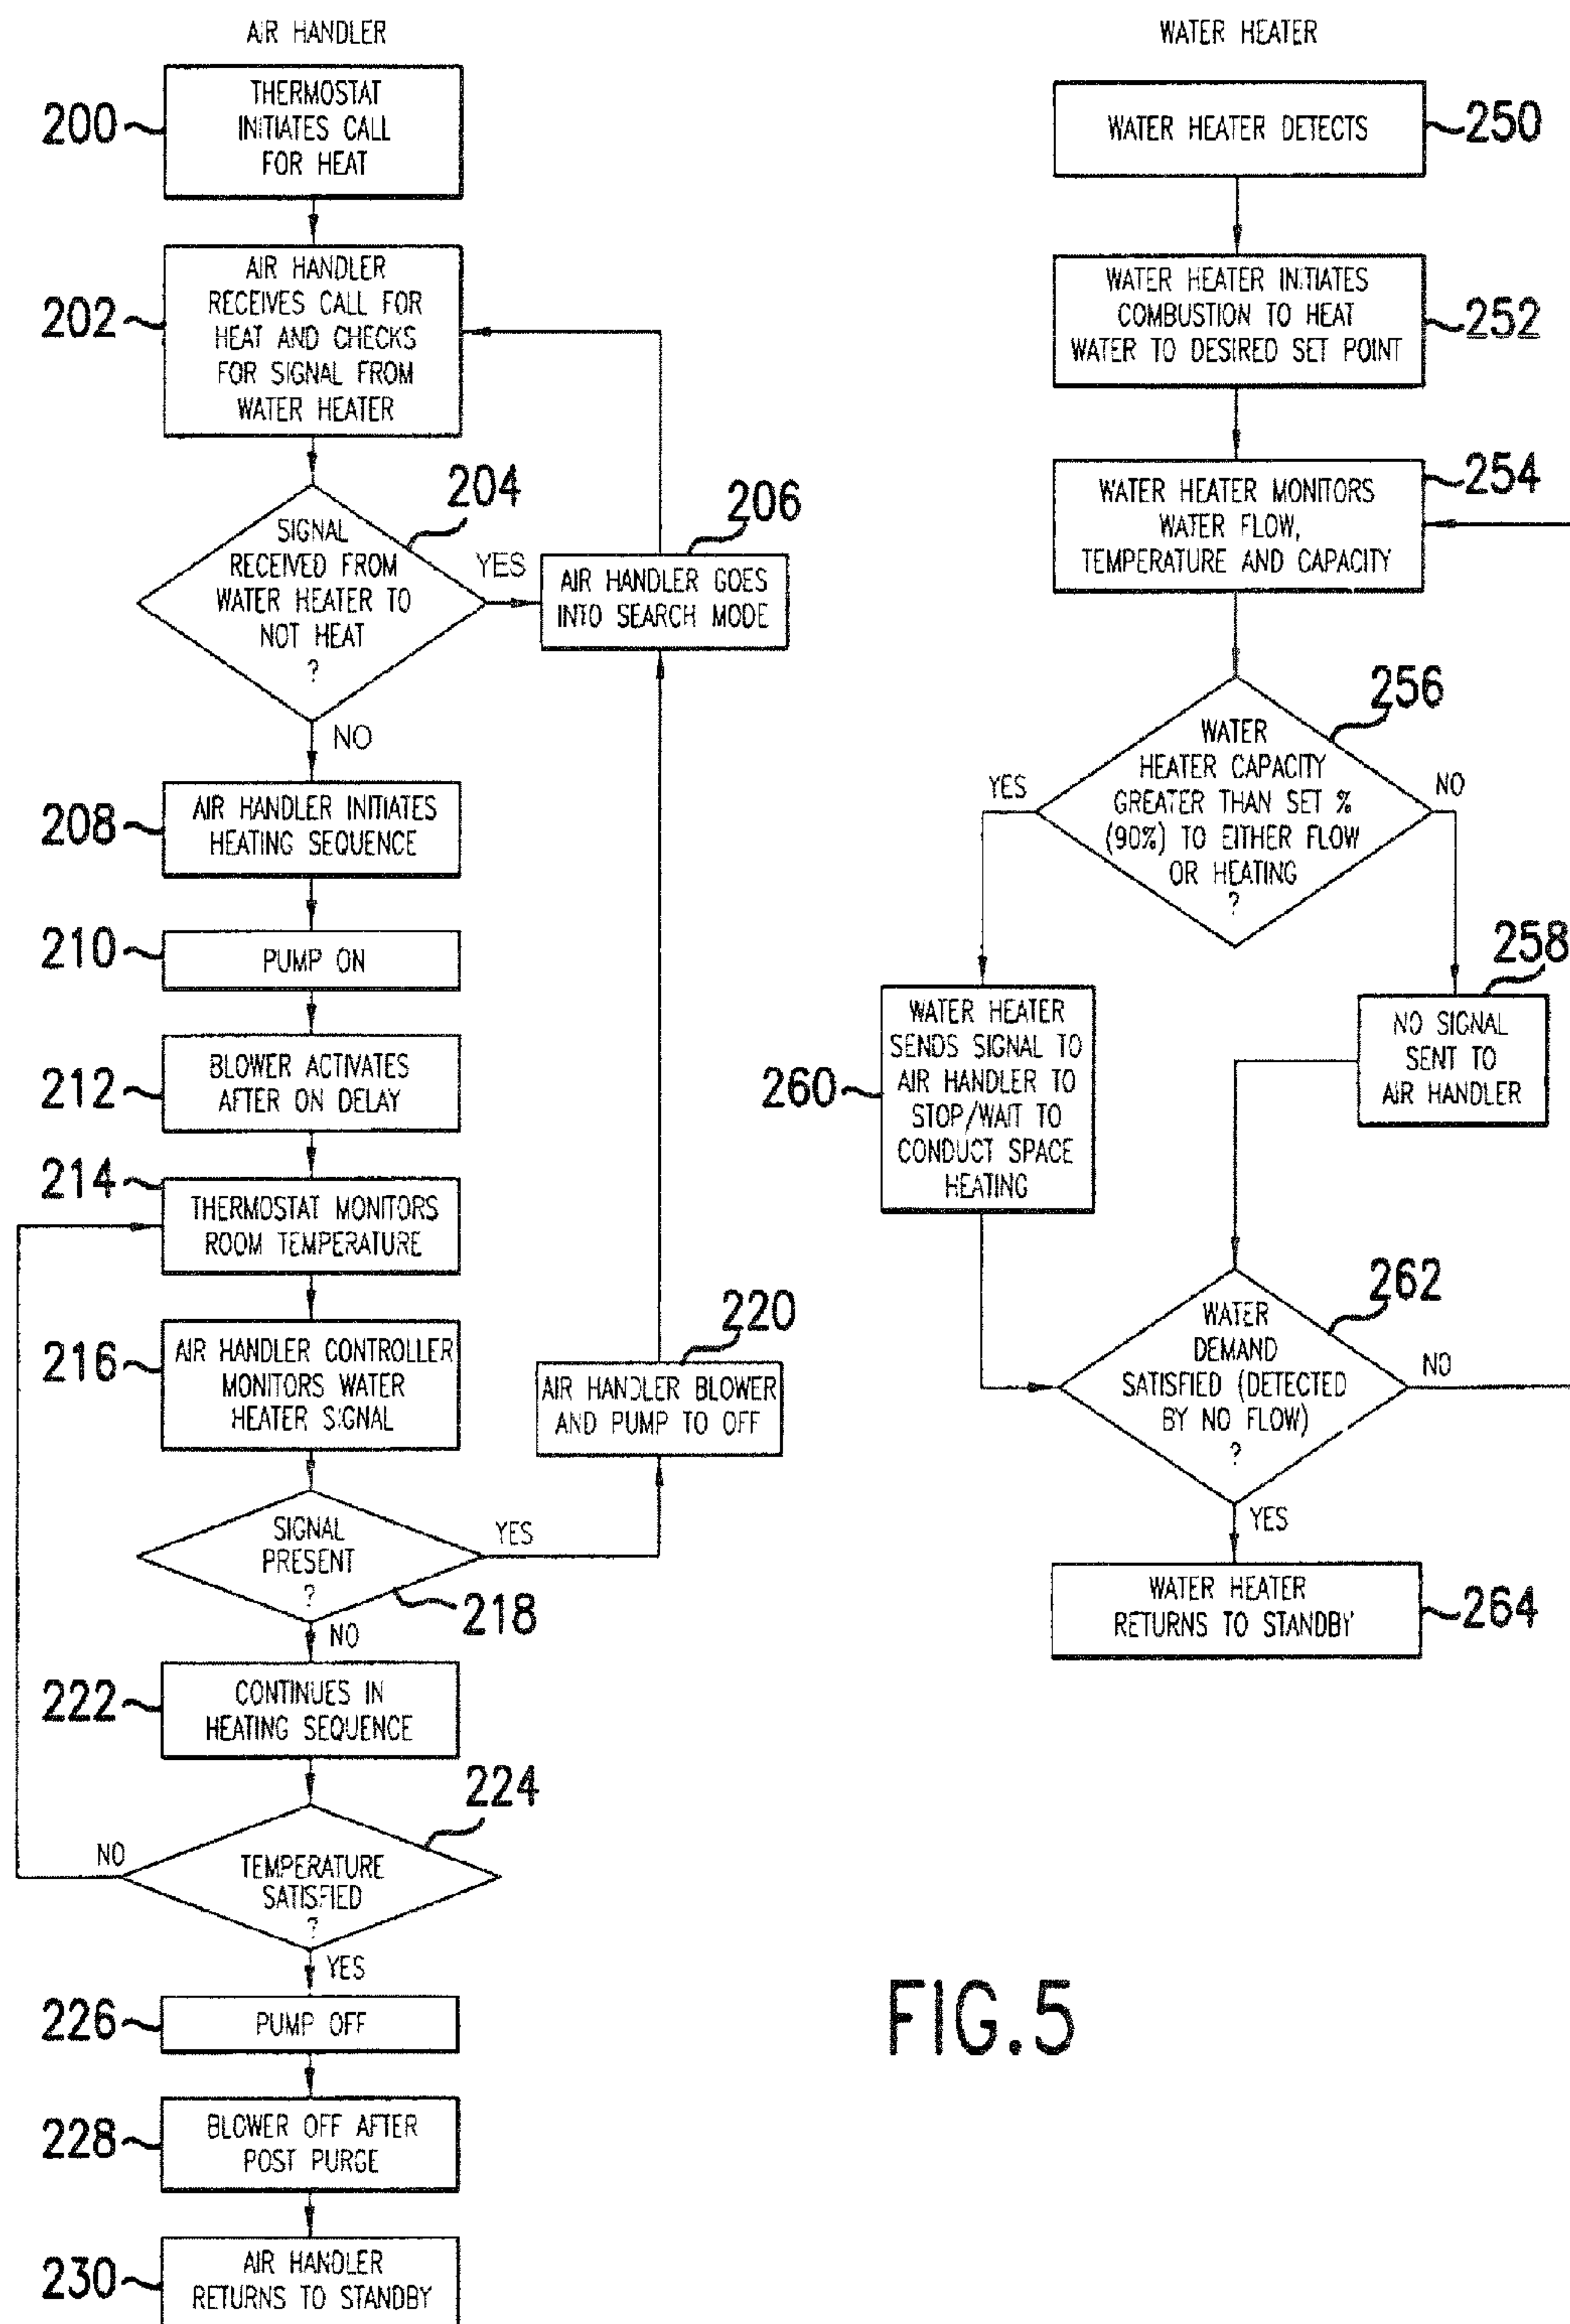 AIR HANDLER
200
THERMOSTAT
INITIATES CALL
FOR HEAT
202
AIR HANDLER
RECEIVES CALL FOR
HEAT AND CHECKS
FOR SIGNAL FROM
WATER HEATER
204
SIGNAL
RECEIVED FROM
WATER HEATER TO
NOT HEAT
?
YES
206
AIR HANDLER GOES
INTO SEARCH MODE
NO
208
AIR HANDLER INITIATES
HEATING SEQUENCE
210
PUMP ON
212
BLOWER ACTIVATES
AFTER ON DELAY
214
THERMOSTAT MONITORS
ROOM TEMPERATURE
216
AIR HANDLER CONTROLLER
MONITORS WATER
HEATER SIGNAL
220
AIR HANDLER BLOWER
AND PUMP TO OFF
SIGNAL
PRESENT
?
YES
218
NO
222
CONTINUES IN
HEATING SEQUENCE
224
NO
TEMPERATURE
SATISFIED
?
YES
226
PUMP OFF
228
BLOWER OFF AFTER
POST PURGE
230
AIR HANDLER
RETURNS TO STANDBY
WATER HEATER
WATER HEATER DETECTS
250
WATER HEATER INITIATES
COMBUSTION TO HEAT
WATER TO DESIRED SET POINT
252
254
WATER HEATER MONITORS
WATER FLOW,
TEMPERATURE AND CAPACITY
256
WATER
HEATER CAPACITY
GREATER THAN SET %
(90%) TO EITHER FLOW
OR HEATING
?
YES
NO
258
NO SIGNAL
SENT TO
AIR HANDLER
260
WATER HEATER
SENDS SIGNAL TO
AIR HANDLER TO
STOP/WAIT TO
CONDUCT SPACE
HEATING
262
WATER
DEMAND
SATISFIED (DETECTED
BY NO FLOW)
?
NO
YES
WATER HEATER
RETURNS TO STANDBY
264
FIG.5